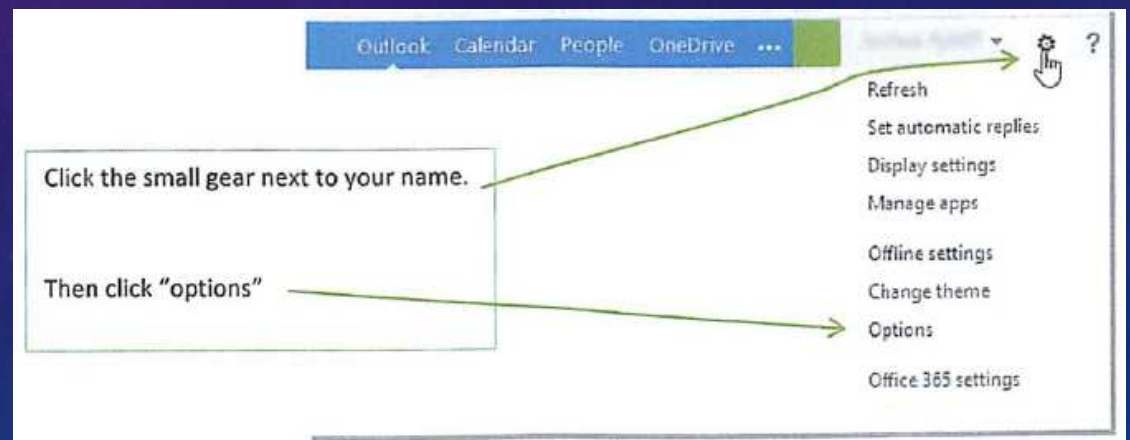 Outlook Calendar People OneDrive •••
?
Refresh
Set automatic replies
Display settings
Manage apps
Offline settings
Change theme
Options
Office 365 settings
Click the small gear next to your name.
Then click “options”